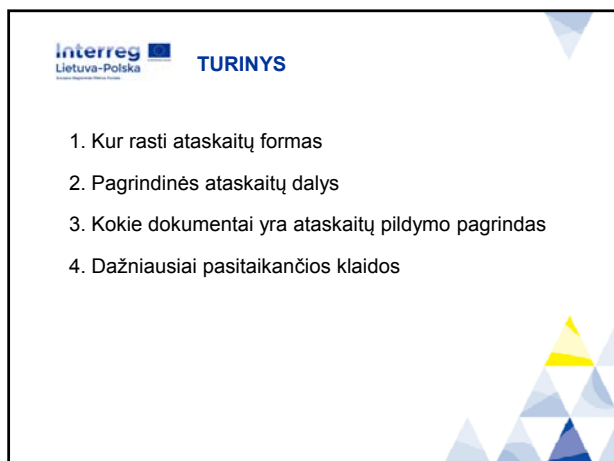 Interreg
Lietuva-Polska
TURINYS
1. Kur rasti ataskaitų formas
2. Pagrindinės ataskaitų dalys
3. Kokie dokumentai yra ataskaitų pildymo pagrindas
4. Dažniausiai pasitaikančios klaidos